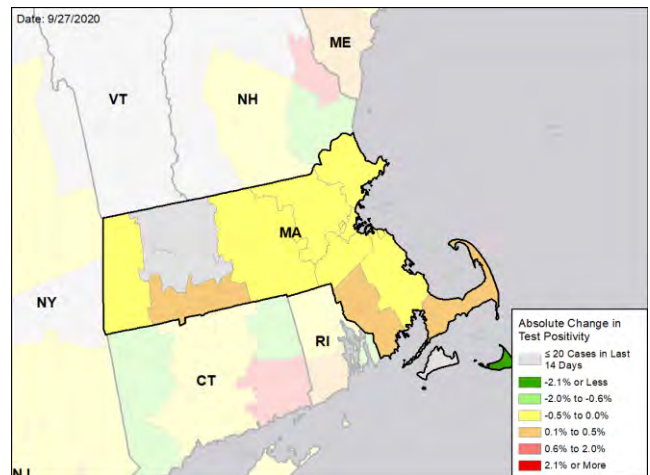 Date: 9/27/2020
ME
VT
NH
MA
NY
CT
RI
NJ
Absolute Change in
Test Positivity
≤ 20 Cases in Last
14 Days
-2.1% or Less
-2.0% to -0.6%
-0.5% to 0.0%
0.1% to 0.5%
0.6% to 2.0%
2.1% or More